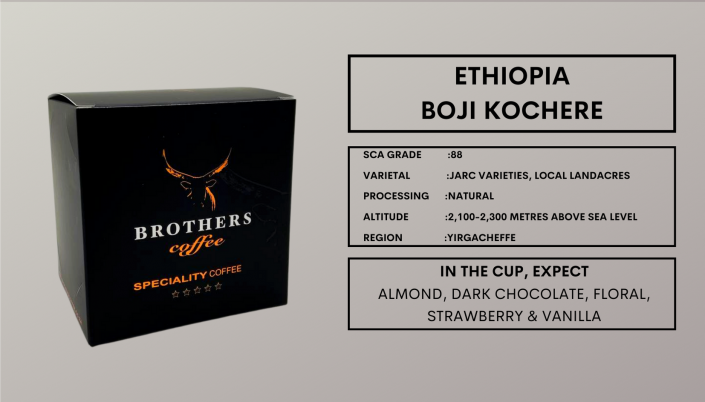 BROTHERS
coffee
SPECIALITY COFFEE
ETHIOPIA
BOJI KOCHERE
SCA GRADE :88
VARIETAL :JARC VARIETIES, LOCAL LANDACRES
PROCESSING :NATURAL
ALTITUDE :2,100-2,300 METRES ABOVE SEA LEVEL
REGION :YIRGACHEFFE
IN THE CUP, EXPECT
ALMOND, DARK CHOCOLATE, FLORAL,
STRAWBERRY & VANILLA